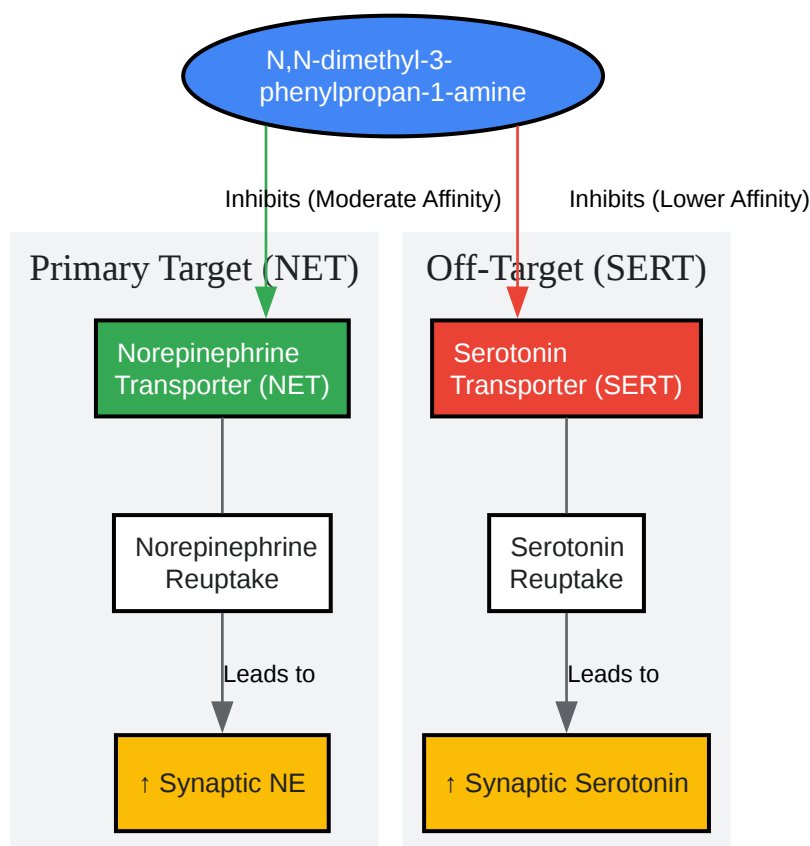 N,N-dimethyl-3-
phenylpropan-1-amine
Inhibits (Moderate Affinity)
Inhibits (Lower Affinity)
Primary Target (NET)
Off-Target (SERT)
Norepinephrine
Transporter (NET)
Serotonin
Transporter (SERT)
Norepinephrine
Reuptake
Serotonin
Reuptake
Leads to
Leads to
↑ Synaptic NE
↑ Synaptic Serotonin